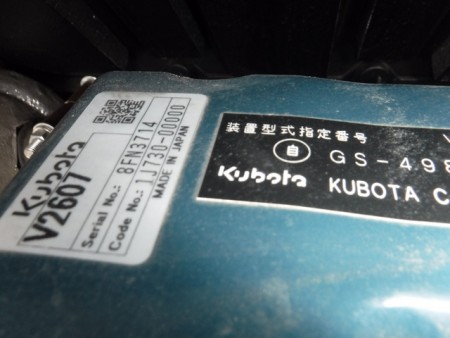 Kubota
V2607
Serial No.: 8FN3714
Code No.: 1J730-00000
MADE IN JAPAN
装置型式指定番号
自 GS-498
Kubota KUBOTA C